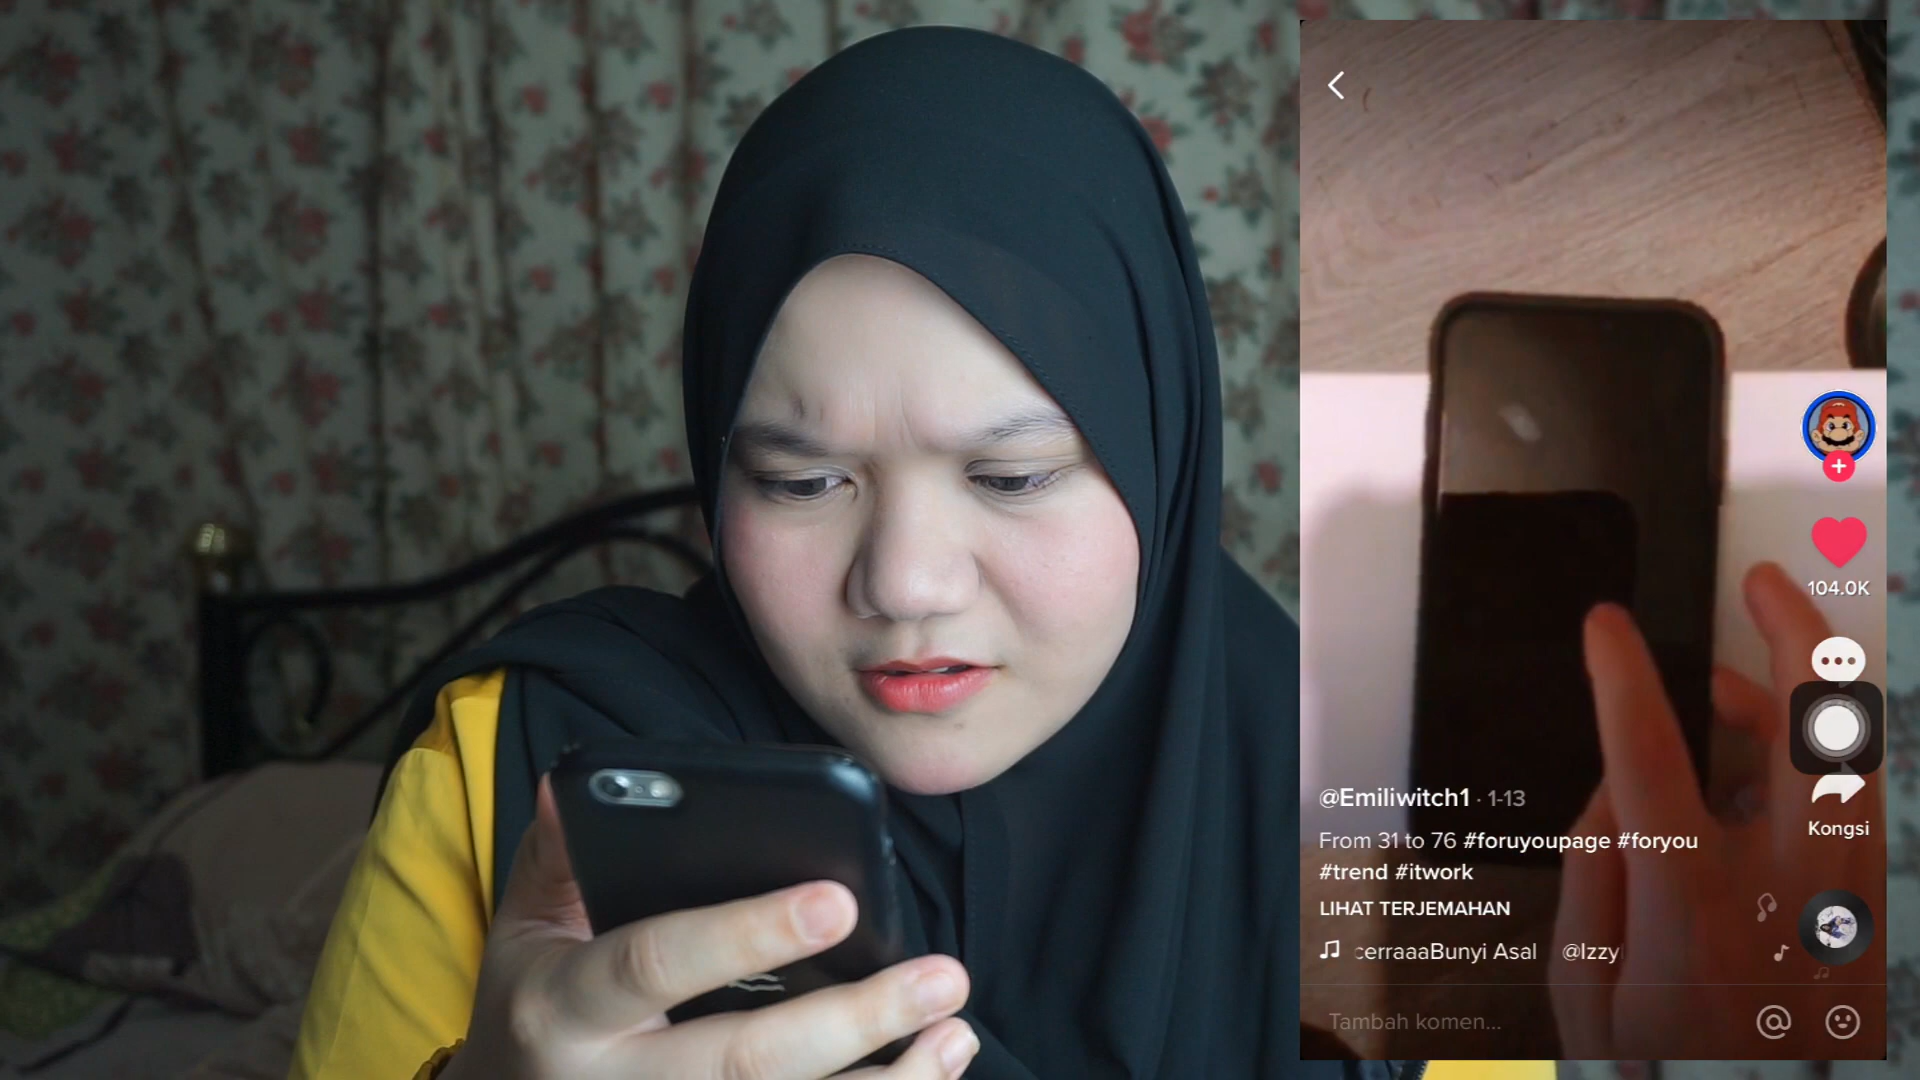 104.0K
@Emiliwitch1 · 1-13
Kongsi
From 31 to 76 #foruyoupage #foryou
#trend #itwork
LIHAT TERJEMAHAN
cerraaaBunyi Asal @Izzy
Tambah komen...